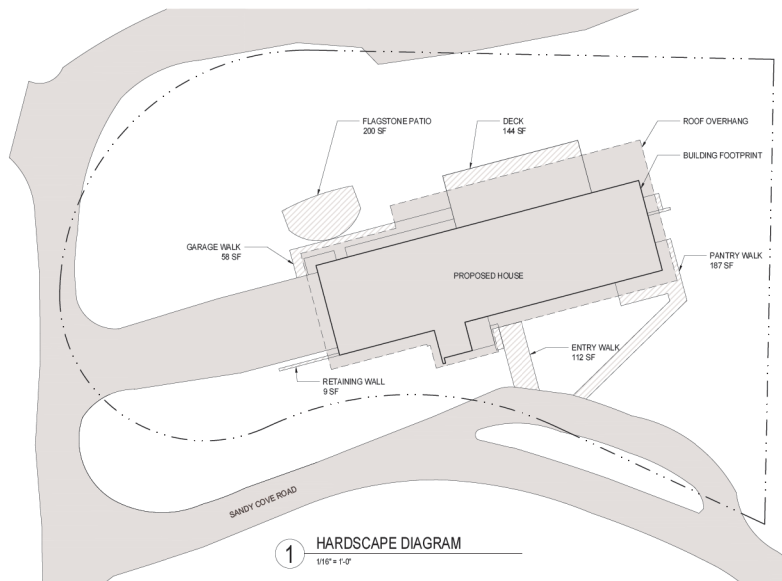 FLAGSTONE PATIO
200 SF
DECK
144 SF
ROOF OVERHANG
BUILDING FOOTPRINT
GARAGE WALK
58 SF
PROPOSED HOUSE
PANTRY WALK
187 SF
ENTRY WALK
112 SF
RETAINING WALL
9 SF
SANDY COVE ROAD
1
HARDSCAPE DIAGRAM
1/16" = 1'-0"